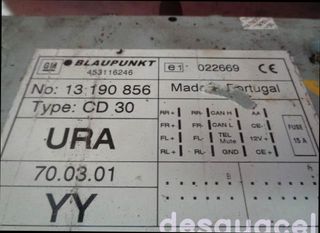 GM BLAUPUNKT
453116246
e1 022669 CE
No: 13 190 856
Made in Portugal
Type: CD 30
URA
70.03.01
YY
RR+ RR- CAN H AA
FR+ FR- CAN L CE-
FL+ FL- TEL Mute 12V+
RL+ RL- GND CE+
FUSE
15 A
B
desguacel